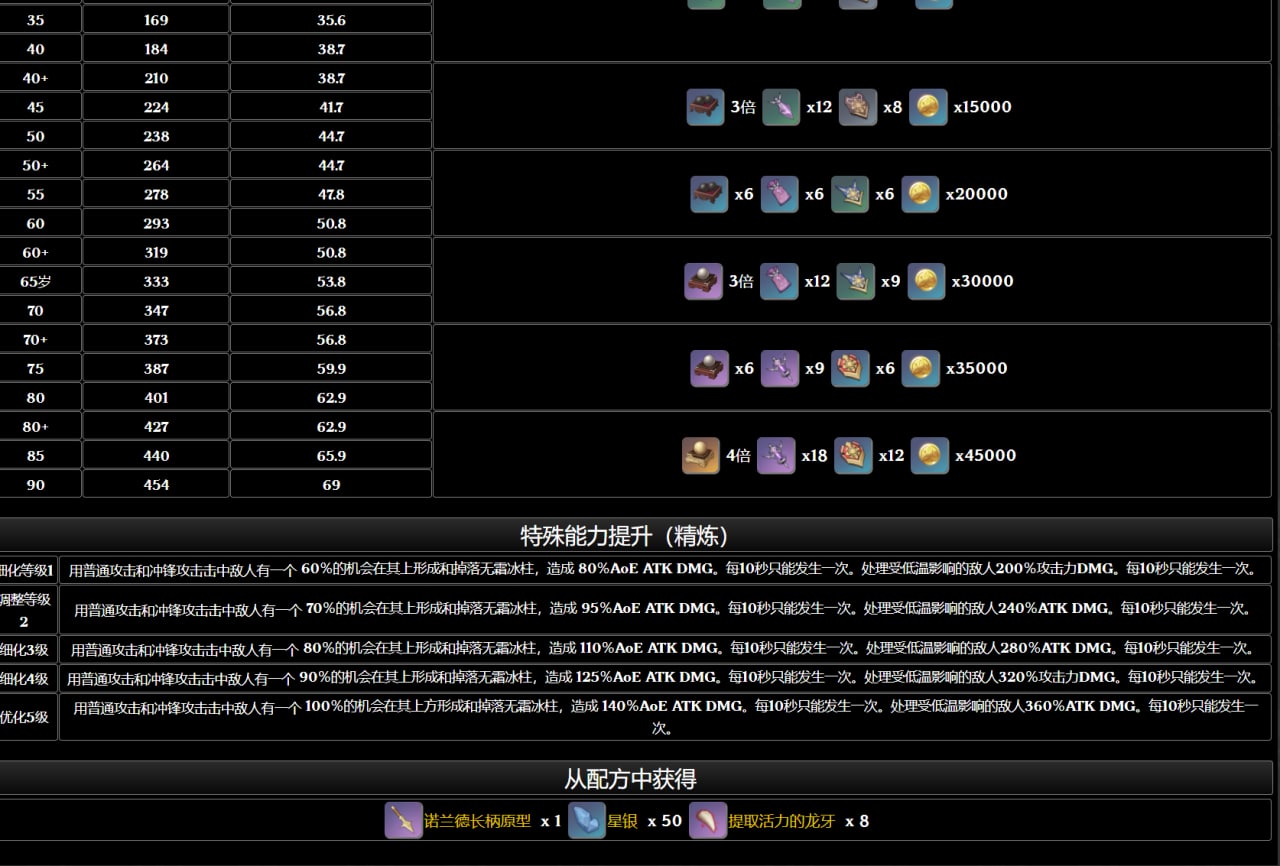 35 169 35.6
40 184 38.7
40+ 210 38.7
45 224 41.7
3倍 x12 x8 x15000
50 238 44.7
50+ 264 44.7
55 278 47.8
x6 x6 x6 x20000
60 293 50.8
60+ 319 50.8
65岁 333 53.8
3倍 x12 x9 x30000
70 347 56.8
70+ 373 56.8
75 387 59.9
x6 x9 x6 x35000
80 401 62.9
80+ 427 62.9
85 440 65.9
4倍 x18 x12 x45000
90 454 69
特殊能力提升（精炼）
细化等级1 用普通攻击和冲锋攻击击中敌人有一个 60%的机会在其上形成和掉落无霜冰柱，造成 80%AoE ATK DMG。每10秒只能发生一次。处理受低温影响的敌人200%攻击力DMG。每10秒只能发生一次。
调整等级
2
用普通攻击和冲锋攻击击中敌人有一个 70%的机会在其上形成和掉落无霜冰柱，造成 95%AoE ATK DMG。每10秒只能发生一次。处理受低温影响的敌人240%ATK DMG。每10秒只能发生一次。
细化3级 用普通攻击和冲锋攻击击中敌人有一个 80%的机会在其上形成和掉落无霜冰柱，造成 110%AoE ATK DMG。每10秒只能发生一次。处理受低温影响的敌人280%ATK DMG。每10秒只能发生一次。
细化4级 用普通攻击和冲锋攻击击中敌人有一个 90%的机会在其上形成和掉落无霜冰柱，造成 125%AoE ATK DMG。每10秒只能发生一次。处理受低温影响的敌人320%攻击力DMG。每10秒只能发生一次。
优化5级 用普通攻击和冲锋攻击击中敌人有一个 100%的机会在其上方形成和掉落无霜冰柱，造成 140%AoE ATK DMG。每10秒只能发生一次。处理受低温影响的敌人360%ATK DMG。每10秒只能发生一
次。
从配方中获得
诺兰德长柄原型 x 1 星银 x 50 提取活力的龙牙 x 8